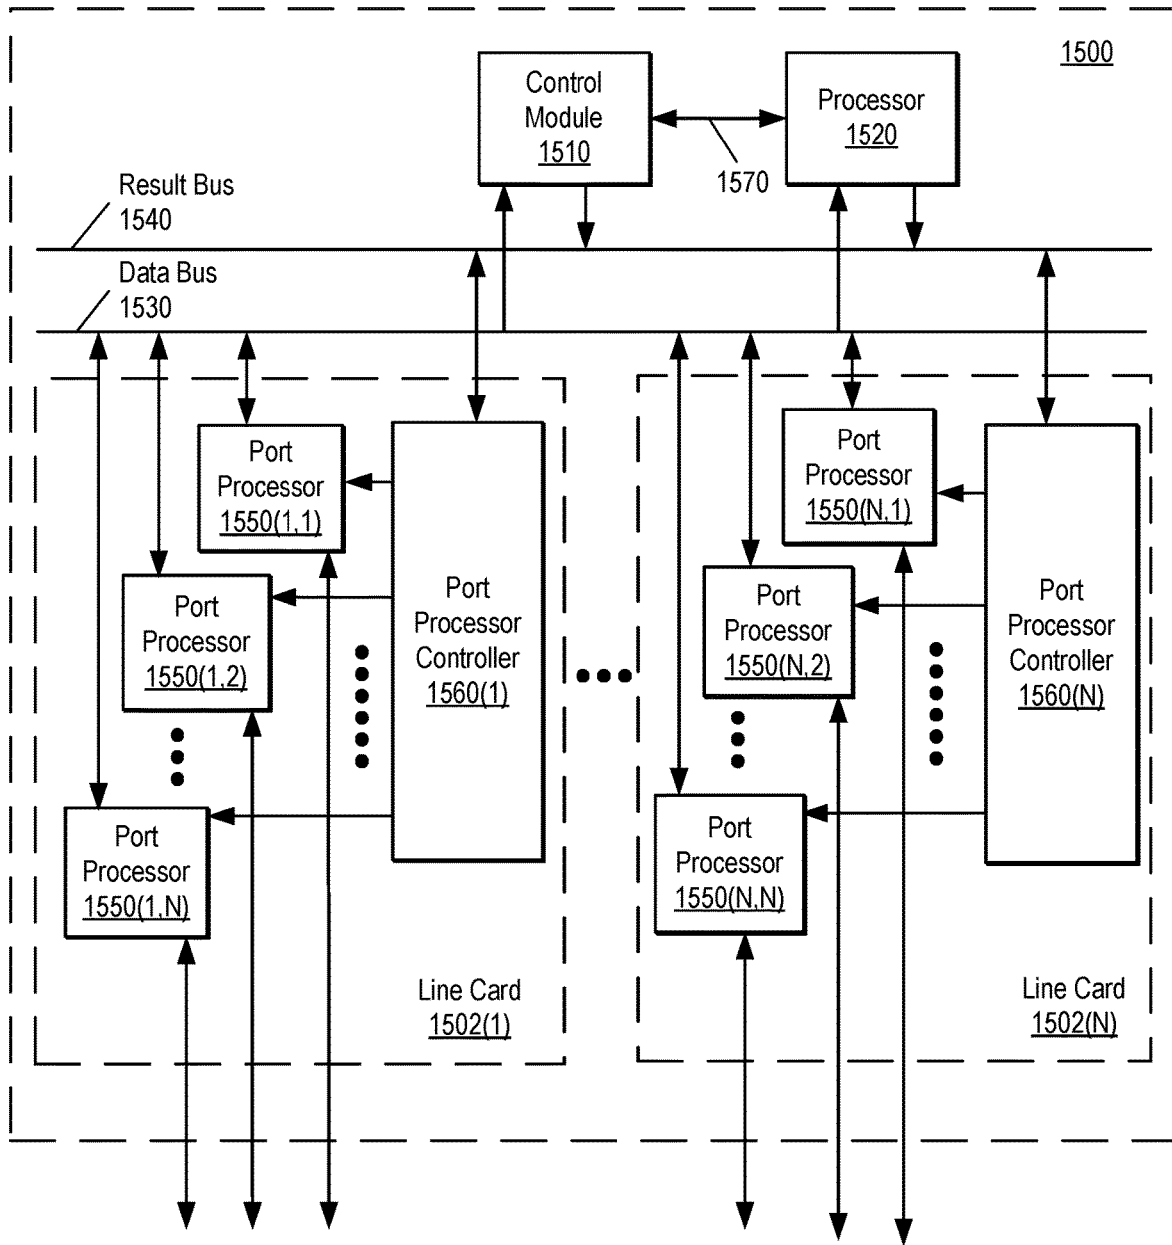 1500
Control
Module
1510
Processor
1520
1570
Result Bus
1540
Data Bus
1530
Port
Processor
1550(1,1)
Port
Processor
1550(1,2)
Port
Processor
1550(1,N)
Port
Processor
Controller
1560(1)
Line Card
1502(1)
Port
Processor
1550(N,1)
Port
Processor
1550(N,2)
Port
Processor
1550(N,N)
Port
Processor
Controller
1560(N)
Line Card
1502(N)